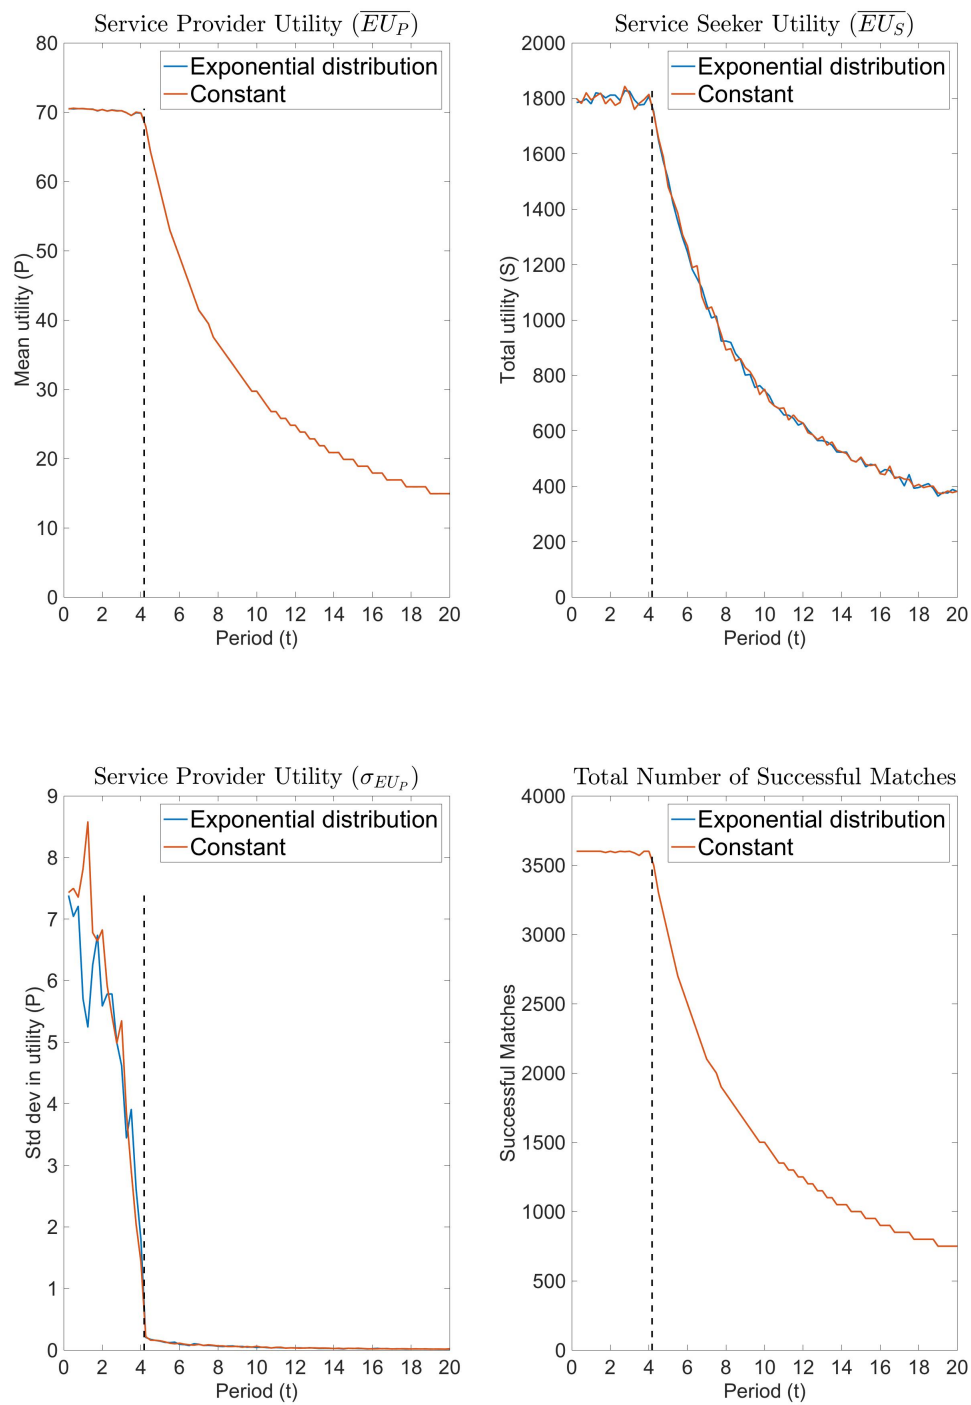 Service Provider Utility (\overline{EU_P})
80
70
60
50
40
30
20
10
0
Mean utility (P)
Exponential distribution
Constant
0 2 4 6 8 10 12 14 16 18 20
Period (t)
Service Seeker Utility (\overline{EU_S})
2000
1800
1600
1400
1200
1000
800
600
400
200
0
Total utility (S)
Exponential distribution
Constant
0 2 4 6 8 10 12 14 16 18 20
Period (t)
Service Provider Utility (σ_{EU_P})
9
8
7
6
5
4
3
2
1
0
Std dev in utility (P)
Exponential distribution
Constant
0 2 4 6 8 10 12 14 16 18 20
Period (t)
Total Number of Successful Matches
4000
3500
3000
2500
2000
1500
1000
500
0
Successful Matches
Exponential distribution
Constant
0 2 4 6 8 10 12 14 16 18 20
Period (t)